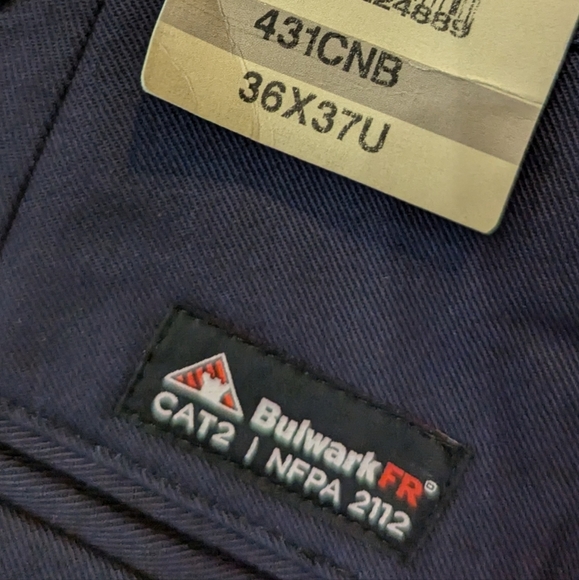 431CNB
36X37U
BulwarkFR®
CAT2 | NFPA 2112